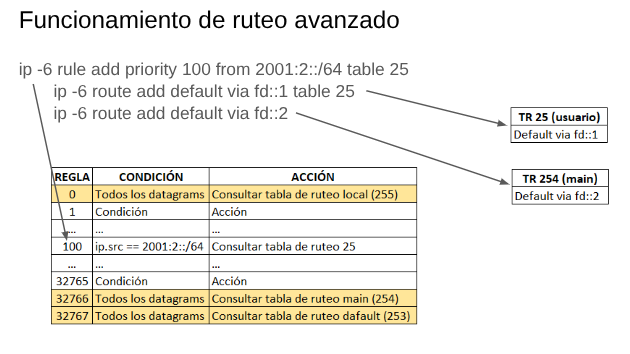 Funcionamiento de ruteo avanzado
ip -6 rule add priority 100 from 2001:2::/64 table 25
ip -6 route add default via fd::1 table 25
ip -6 route add default via fd::2
TR 25 (usuario)
Default via fd::1
TR 254 (main)
Default via fd::2
REGLA CONDICIÓN ACCIÓN
0 Todos los datagrams Consultar tabla de ruteo local (255)
1 Condición Acción
... ... ...
100 ip.src == 2001:2::/64 Consultar tabla de ruteo 25
... ... ...
32765 Condición Acción
32766 Todos los datagrams Consultar tabla de ruteo main (254)
32767 Todos los datagrams Consultar tabla de ruteo dafault (253)